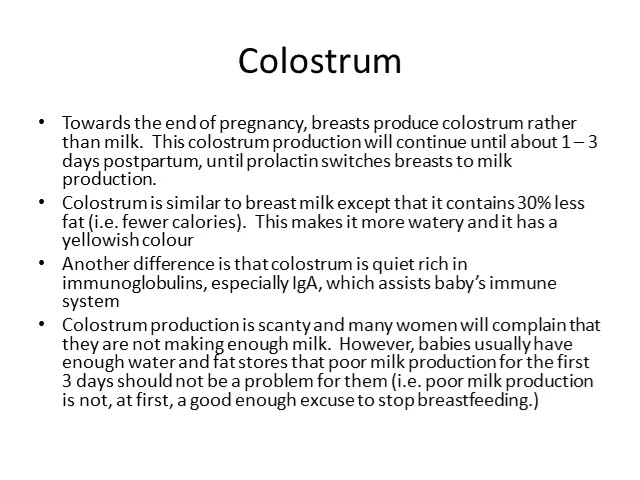 Colostrum
• Towards the end of pregnancy, breasts produce colostrum rather
than milk.  This colostrum production will continue until about 1 – 3
days postpartum, until prolactin switches breasts to milk
production.
• Colostrum is similar to breast milk except that it contains 30% less
fat (i.e. fewer calories).  This makes it more watery and it has a
yellowish colour
• Another difference is that colostrum is quiet rich in
immunoglobulins, especially IgA, which assists baby’s immune
system
• Colostrum production is scanty and many women will complain that
they are not making enough milk.  However, babies usually have
enough water and fat stores that poor milk production for the first
3 days should not be a problem for them (i.e. poor milk production
is not, at first, a good enough excuse to stop breastfeeding.)